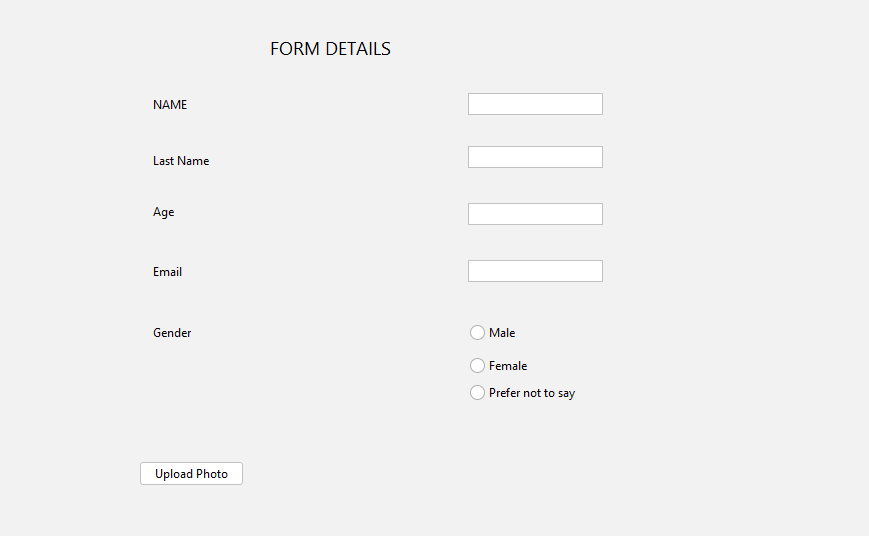 FORM DETAILS
NAME
Last Name
Age
Email
Gender
Male
Female
Prefer not to say
Upload Photo